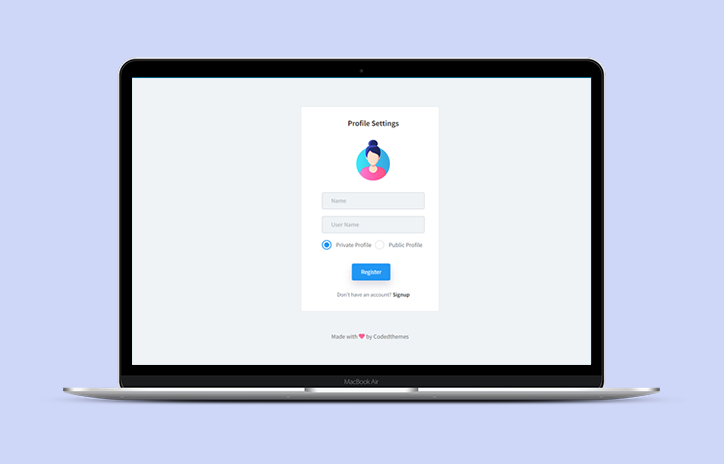 Profile Settings
Name
User Name
Private Profile Public Profile
Register
Don't have an account? Signup
Made with by Codedthemes
MacBook Air